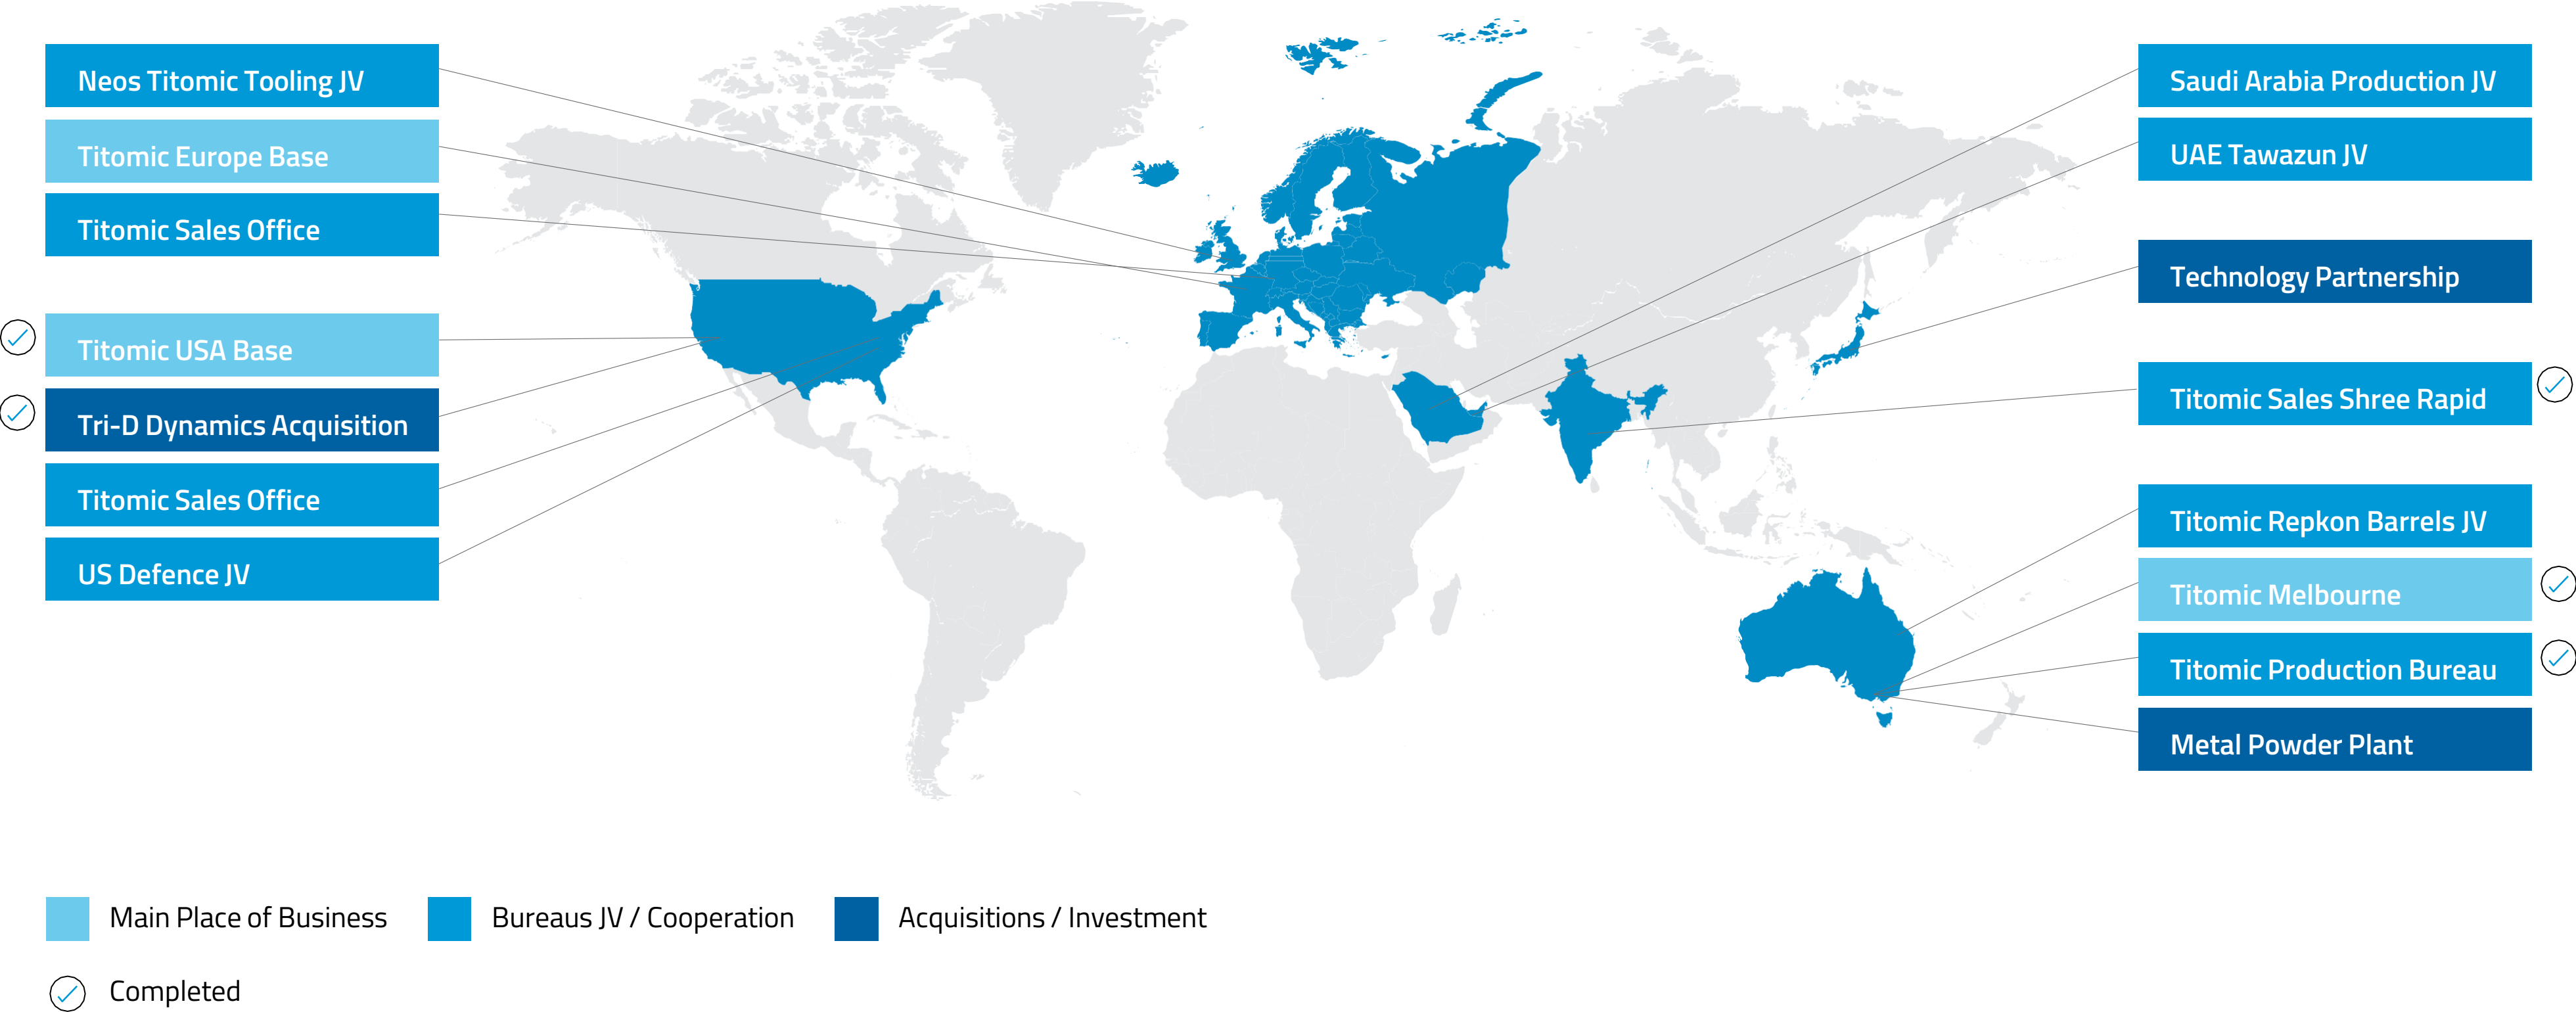 Neos Titomic Tooling JV
Titomic Europe Base
Titomic Sales Office
Titomic USA Base
Tri-D Dynamics Acquisition
Titomic Sales Office
US Defence JV
Saudi Arabia Production JV
UAE Tawazun JV
Technology Partnership
Titomic Sales Shree Rapid
Titomic Repkon Barrels JV
Titomic Melbourne
Titomic Production Bureau
Metal Powder Plant
Main Place of Business
Bureaus JV / Cooperation
Acquisitions / Investment
Completed